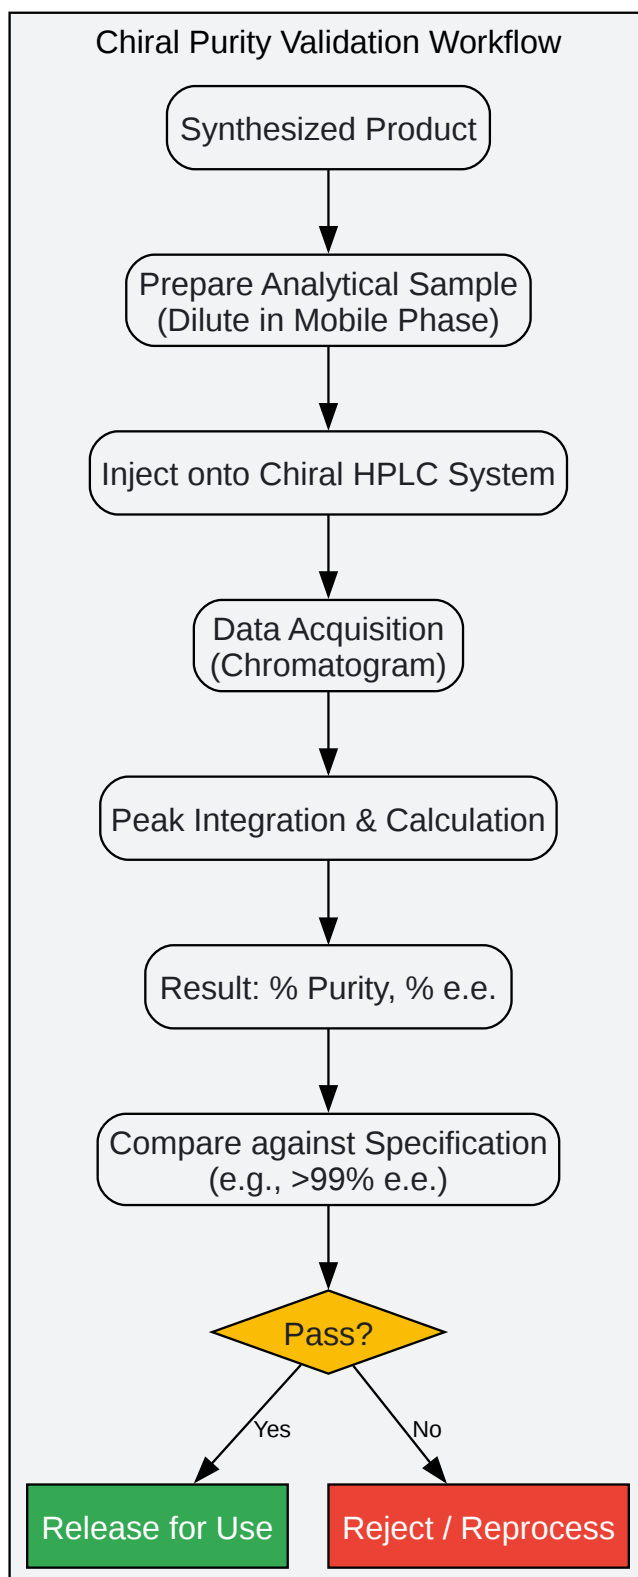 Chiral Purity Validation Workflow
Synthesized Product
Prepare Analytical Sample
(Dilute in Mobile Phase)
Inject onto Chiral HPLC System
Data Acquisition
(Chromatogram)
Peak Integration & Calculation
Result: % Purity, % e.e.
Compare against Specification
(e.g., >99% e.e.)
Pass?
Yes
No
Release for Use
Reject / Reprocess